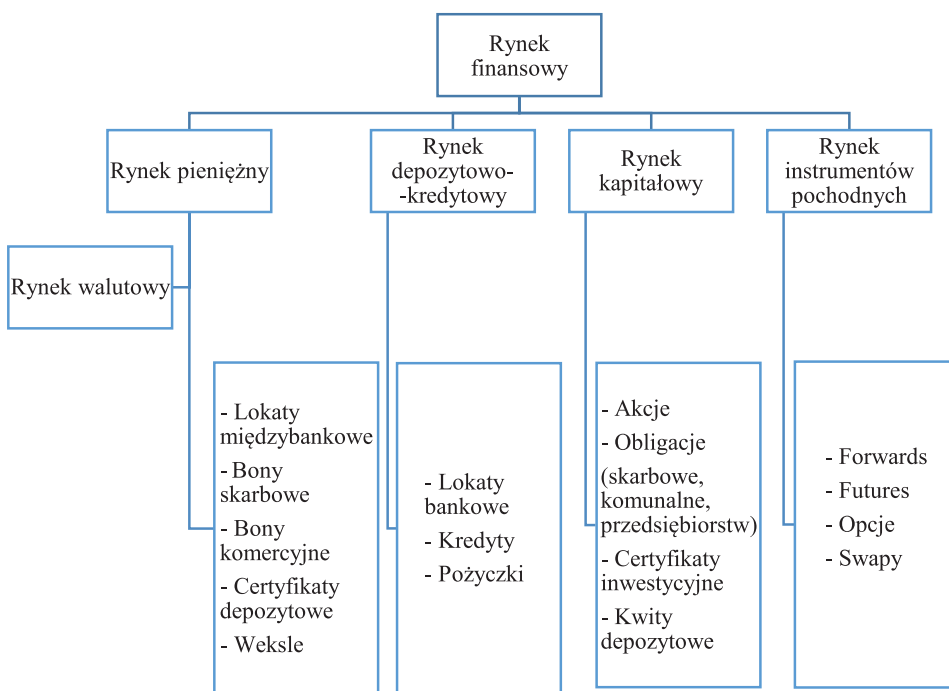 Rynek
finansowy
Rynek pieniężny
Rynek
depozytowo-
-kredytowy
Rynek
kapitałowy
Rynek
instrumentów
pochodnych
Rynek walutowy
- Lokaty
międzybankowe
- Bony
skarbowe
- Bony
komercyjne
- Certyfikaty
depozytowe
- Weksle
- Lokaty
bankowe
- Kredyty
- Pożyczki
- Akcje
- Obligacje
(skarbowe,
komunalne,
przedsiębiorstw)
- Certyfikaty
inwestycyjne
- Kwity
depozytowe
- Forwards
- Futures
- Opcje
- Swapy